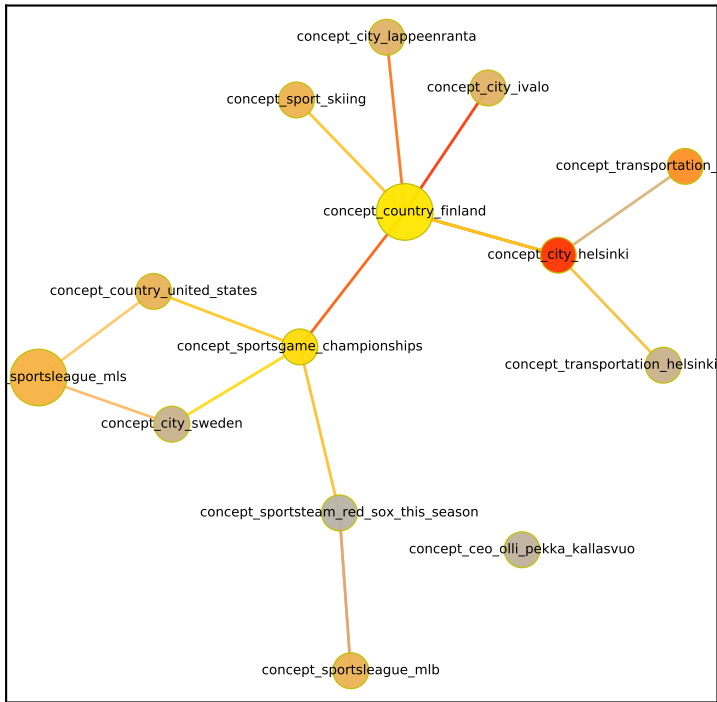 concept_city_lappeenranta
concept_city_ivalo
concept_sport_skiing
concept_transportation_
concept_country_finland
concept_city_helsinki
concept_country_united_states
concept_sportsgame_championships
concept_transportation_helsinki
_sportsleague_mls
concept_city_sweden
concept_sportsteam_red_sox_this_season
concept_ceo_olli_pekka_kallasvuo
concept_sportsleague_mlb